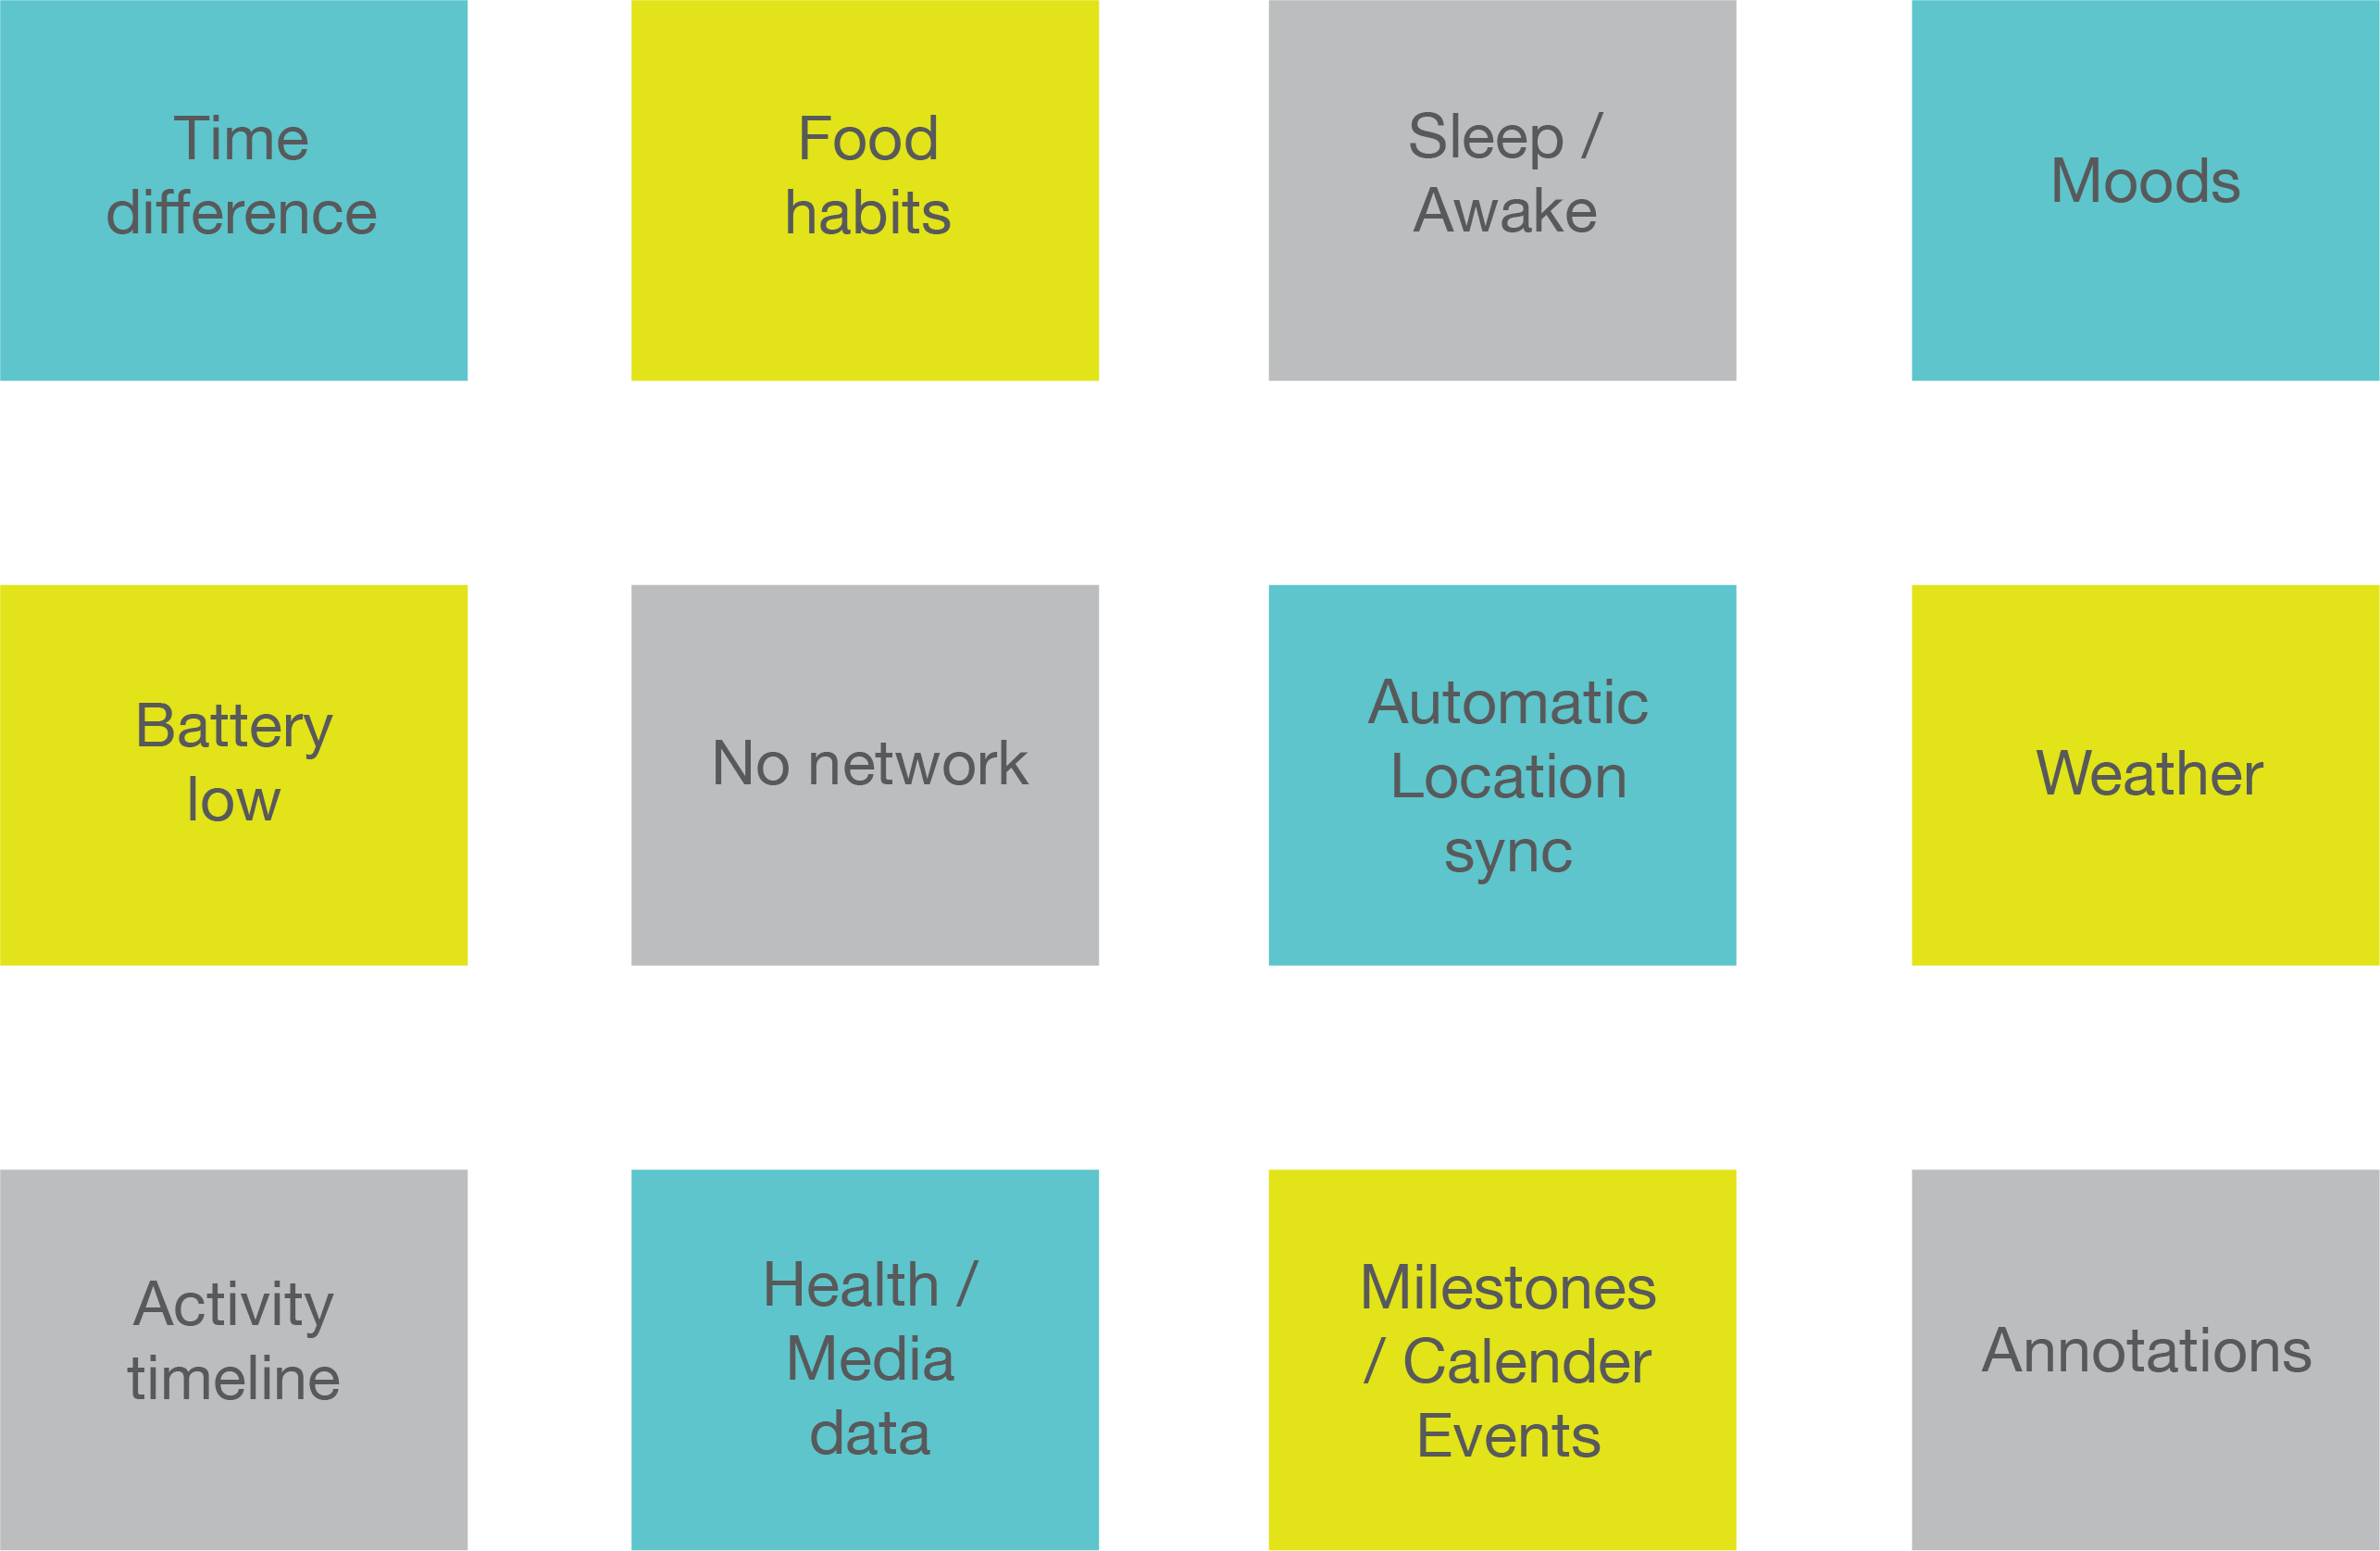 Time
difference
Food
habits
Sleep /
Awake
Moods
Battery
low
No network
Automatic
Location
sync
Weather
Activity
timeline
Health /
Media
data
Milestones
/ Calender
Events
Annotations